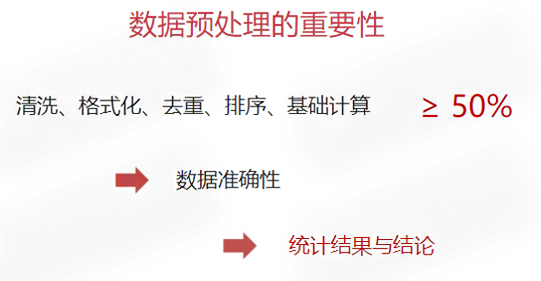 数据预处理的重要性
清洗、格式化、去重、排序、基础计算 ≥ 50%
数据准确性
统计结果与结论